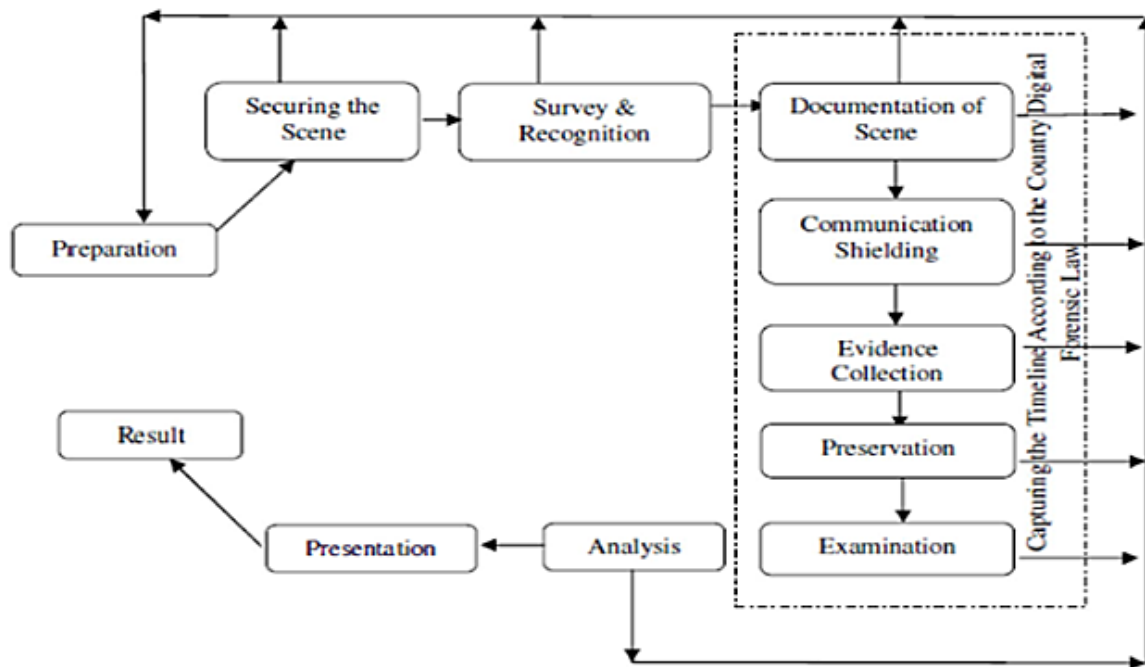 Securing the
Scene
Survey &
Recognition
Documentation of
Scene
Preparation
Communication
Shielding
Evidence
Collection
Result
Preservation
Presentation
Analysis
Examination
Capturing the Timeline According to the Country Digital
Forensic Law